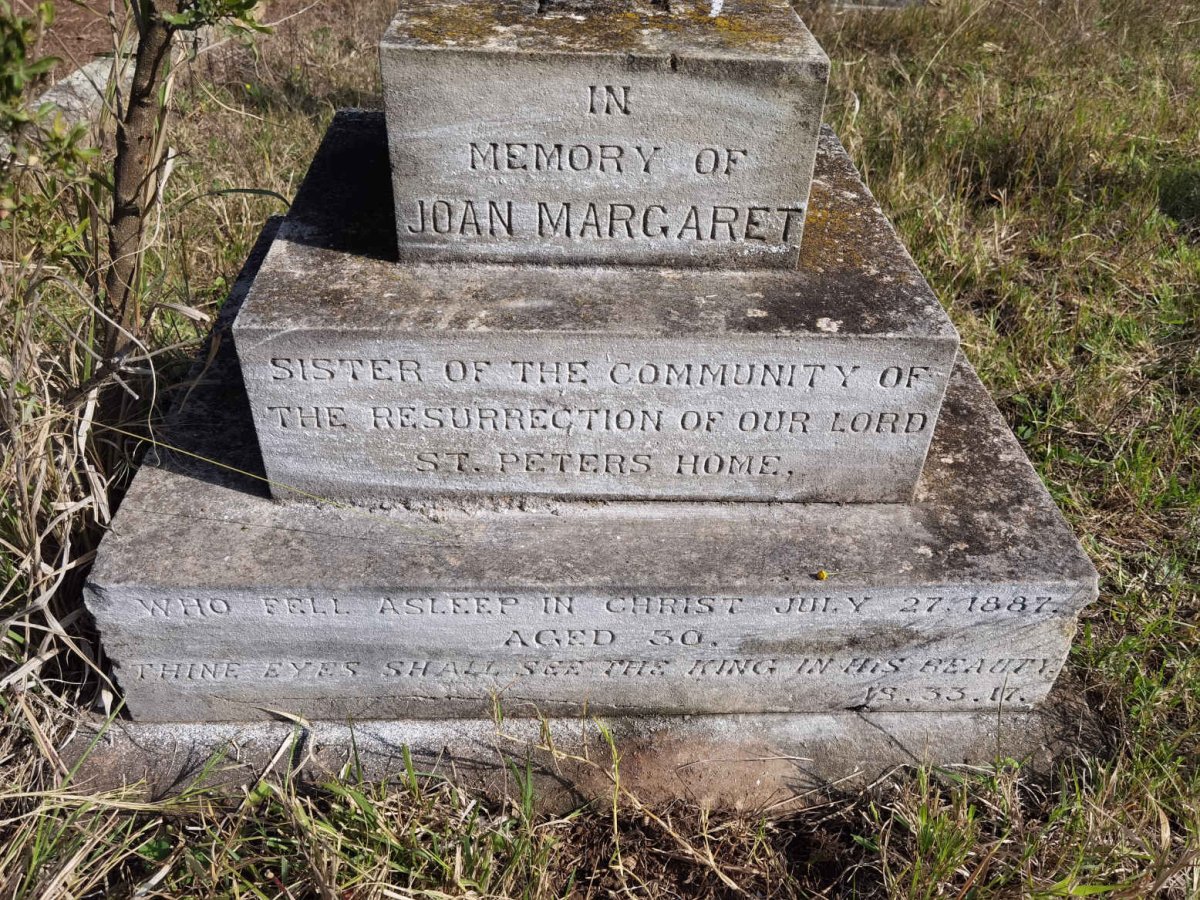 IN
MEMORY OF
JOAN MARGARET
SISTER OF THE COMMUNITY OF
THE RESURRECTION OF OUR LORD
ST. PETERS HOME,
WHO FELL ASLEEP IN CHRIST JULY 27. 1887.
AGED 30.
THINE EYES SHALL SEE THE KING IN HIS BEAUTY.
IS. 33. 17.